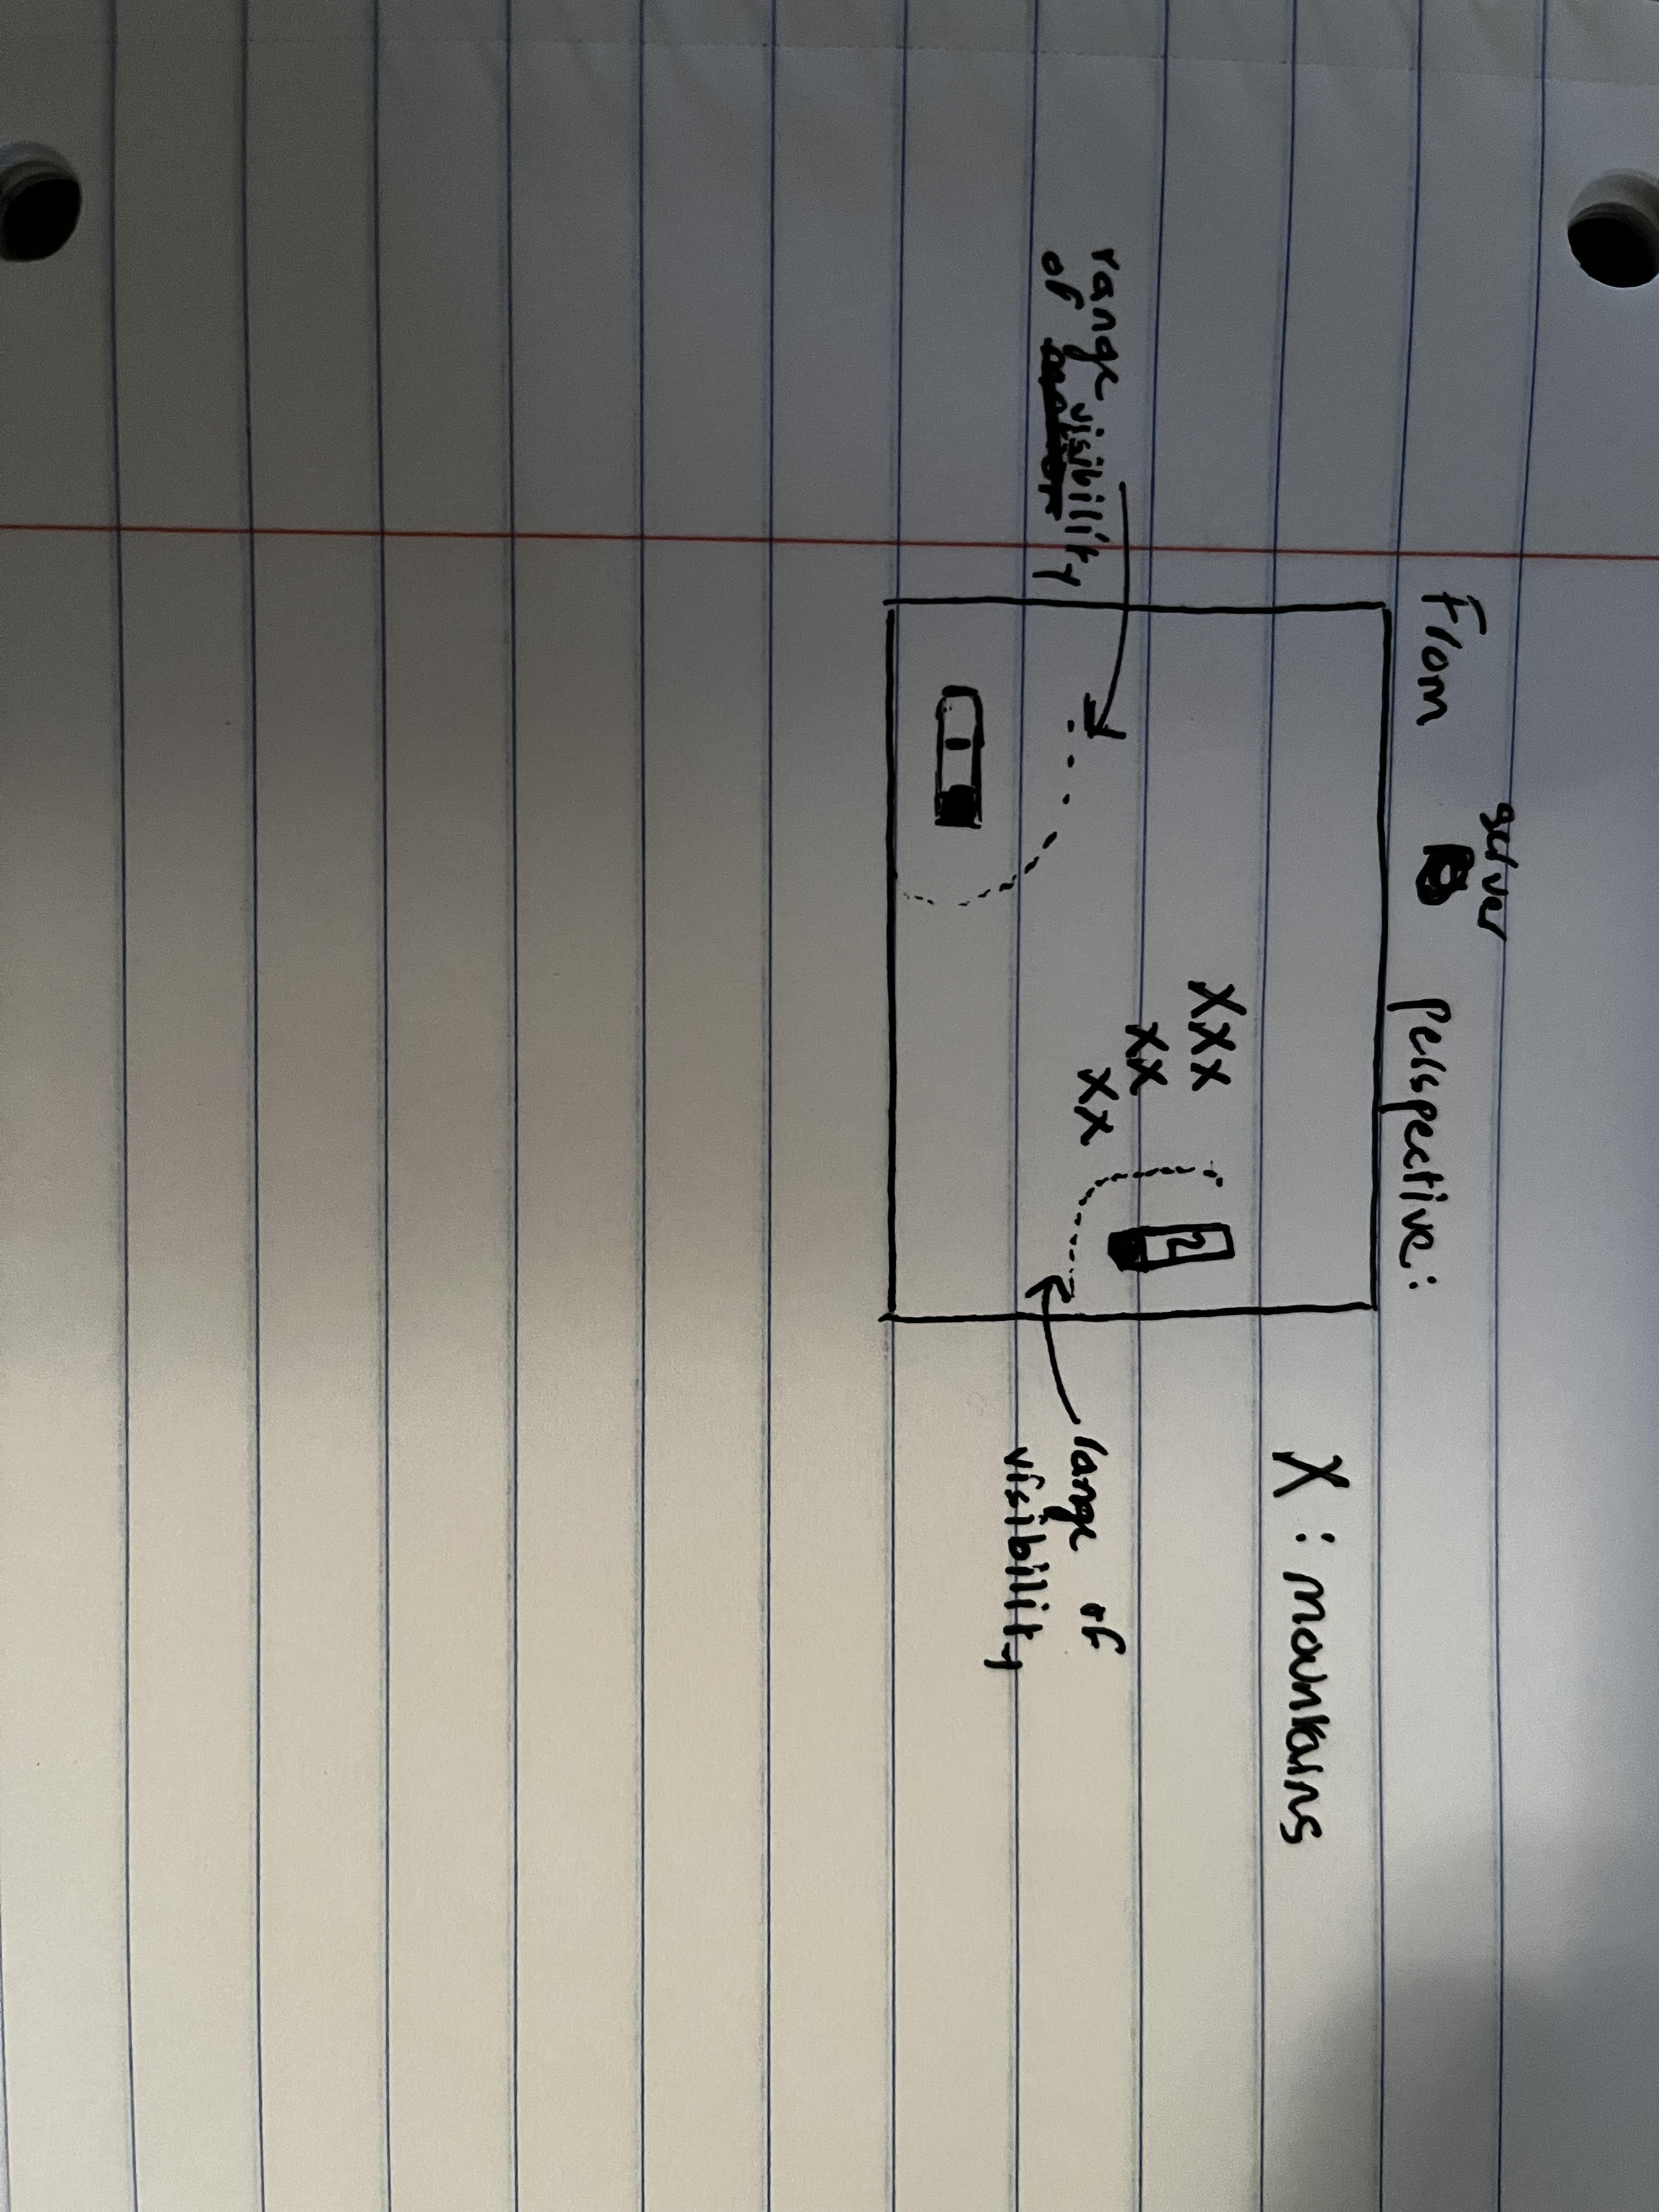 server
From perspective:
X : mountains
XXX
XX
XX
2
range
visibility
of
range of
visibility
1